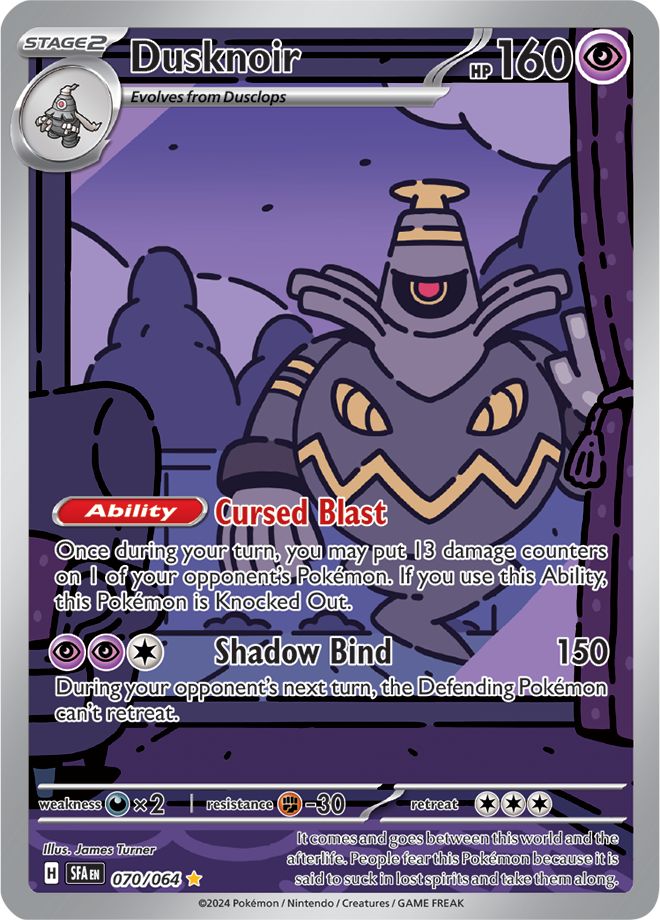 STAGE2
Dusknoir
HP160
Evolves from Dusclops
Ability Cursed Blast
Once during your turn, you may put 13 damage counters
on 1 of your opponent's Pokémon. If you use this Ability,
this Pokémon is Knocked Out.
Shadow Bind 150
During your opponent's next turn, the Defending Pokémon
can't retreat.
weakness ×2 resistance -30 retreat
Illus. James Turner
H SFA EN 070/064
It comes and goes between this world and the
afterlife. People fear this Pokémon because it is
said to suck in lost spirits and take them along.
©2024 Pokémon / Nintendo / Creatures / GAME FREAK